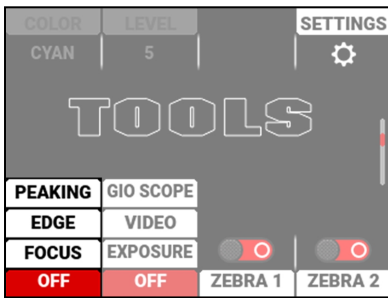 COLOR LEVEL SETTINGS
CYAN 5
TOOLS
PEAKING GIO SCOPE
EDGE VIDEO
FOCUS EXPOSURE
OFF OFF ZEBRA 1 ZEBRA 2